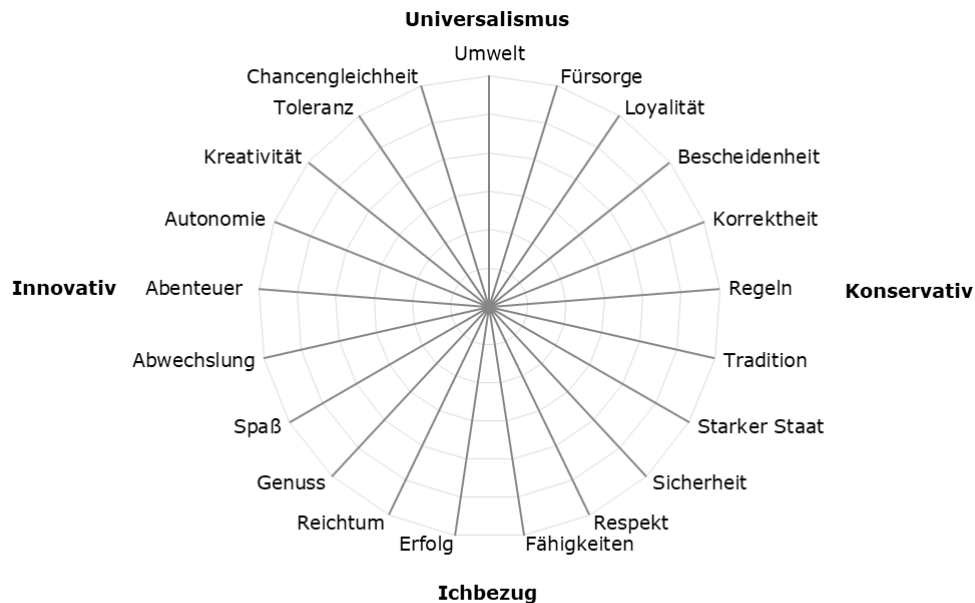 Universalismus
Umwelt
Chancengleichheit
Fürsorge
Toleranz
Loyalität
Kreativität
Bescheidenheit
Autonomie
Korrektheit
Innovativ
Abenteuer
Regeln
Konservativ
Abwechslung
Tradition
Spaß
Starker Staat
Genuss
Sicherheit
Reichtum
Respekt
Erfolg
Fähigkeiten
Ichbezug